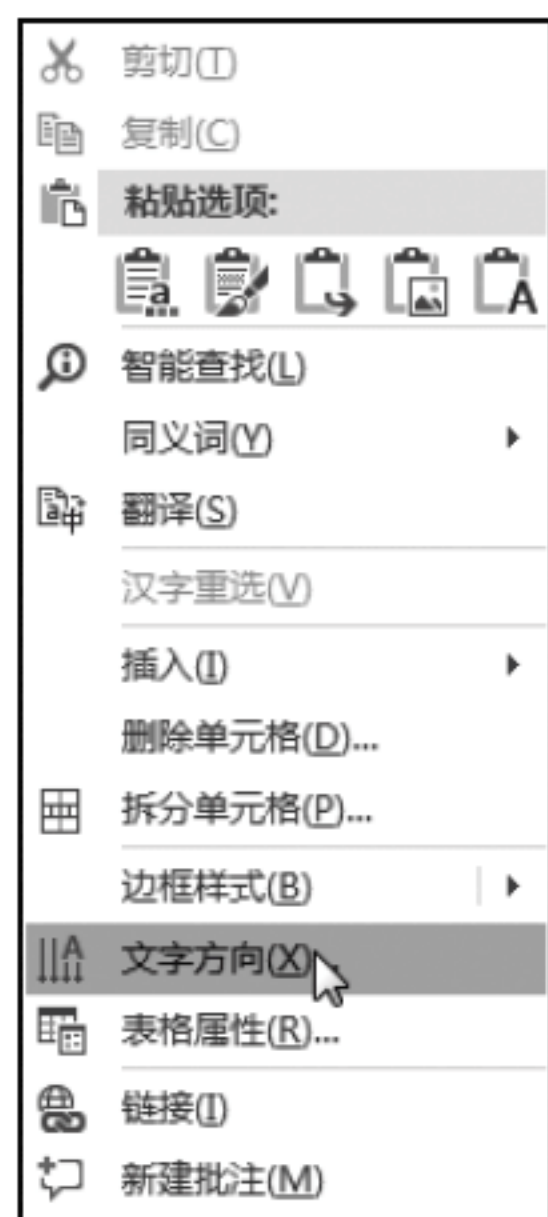 剪切(T)
复制(C)
粘贴选项:
智能查找(L)
同义词(Y)
翻译(S)
汉字重选(V)
插入(I)
删除单元格(D)...
拆分单元格(P)...
边框样式(B)
文字方向(X)...
表格属性(R)...
链接(I)
新建批注(M)